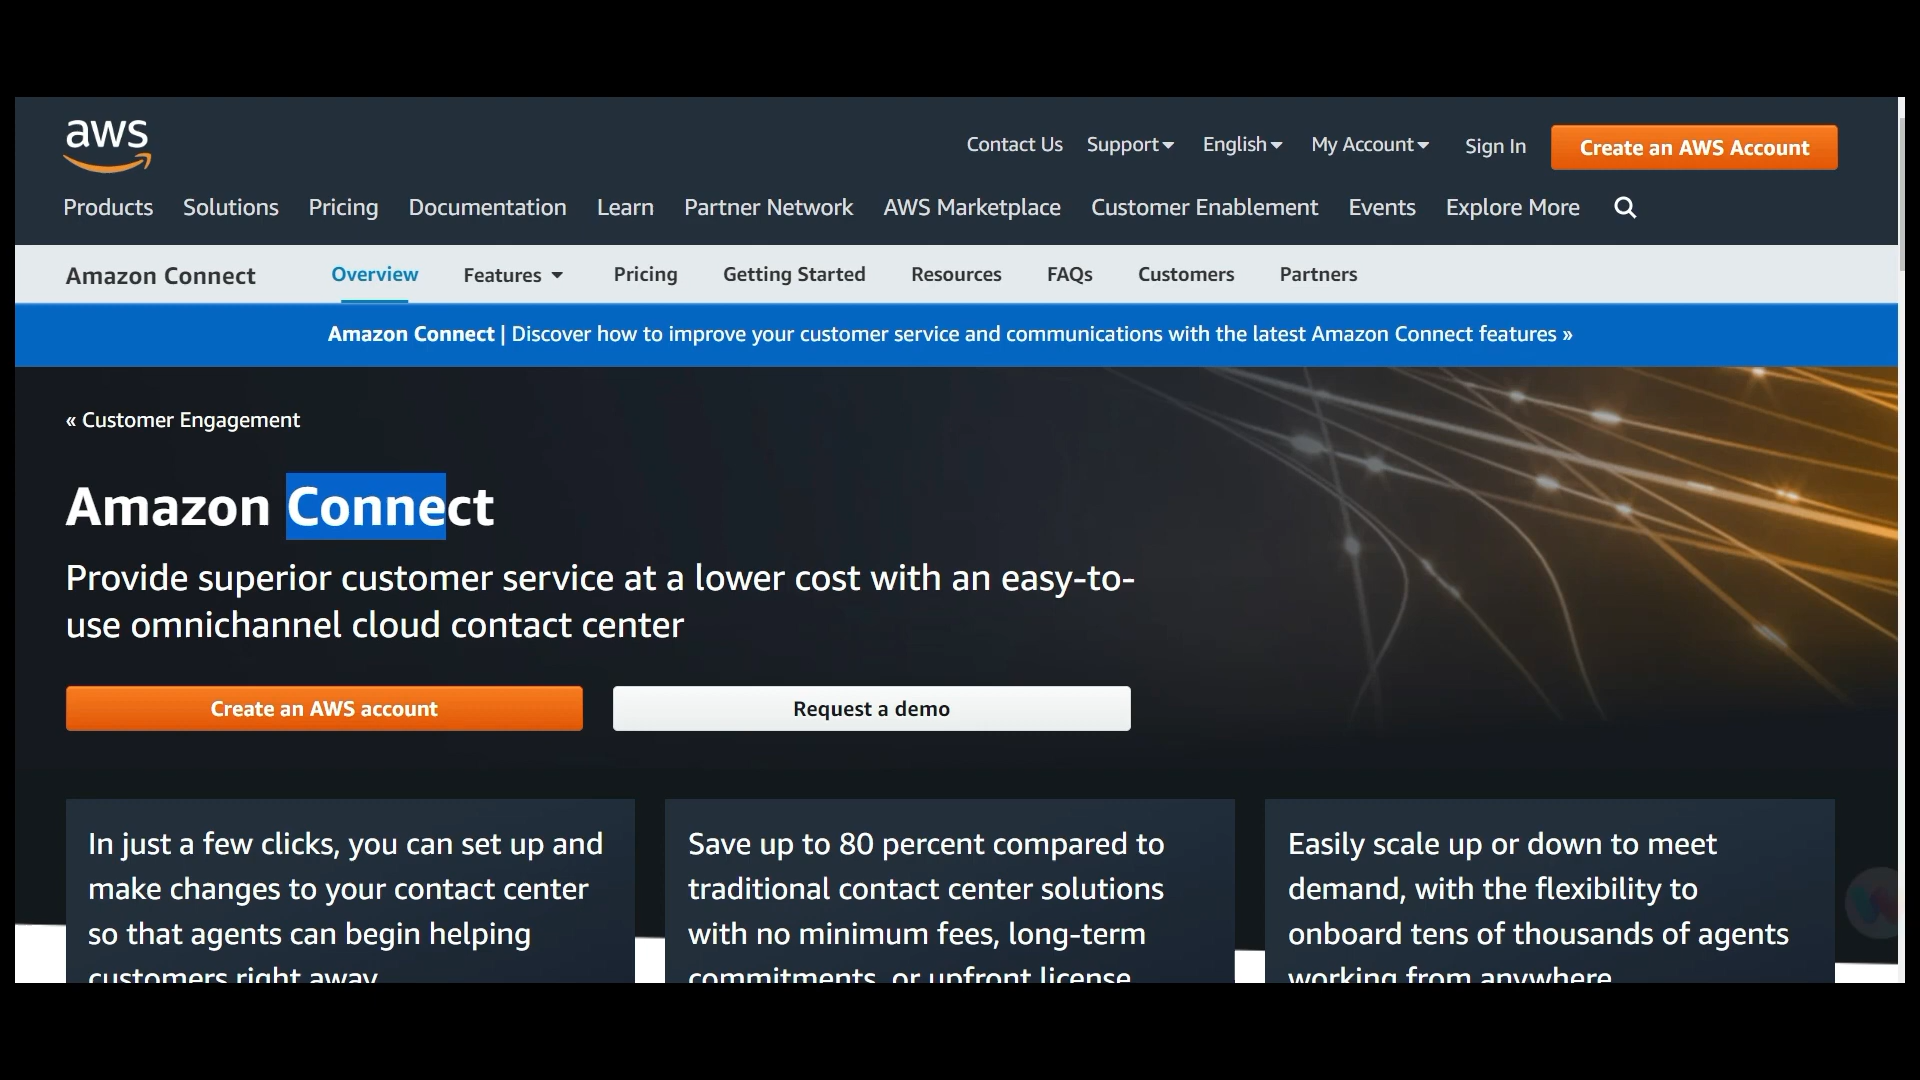 aws
Contact Us Support English My Account Sign In Create an AWS Account
Products Solutions Pricing Documentation Learn Partner Network AWS Marketplace Customer Enablement Events Explore More
Amazon Connect Overview Features Pricing Getting Started Resources FAQs Customers Partners
Amazon Connect | Discover how to improve your customer service and communications with the latest Amazon Connect features »
« Customer Engagement
Amazon Connect
Provide superior customer service at a lower cost with an easy-to-
use omnichannel cloud contact center
Create an AWS account Request a demo
In just a few clicks, you can set up and
make changes to your contact center
so that agents can begin helping
customers right away.
Save up to 80 percent compared to
traditional contact center solutions
with no minimum fees, long-term
commitments, or upfront license
Easily scale up or down to meet
demand, with the flexibility to
onboard tens of thousands of agents
working from anywhere.